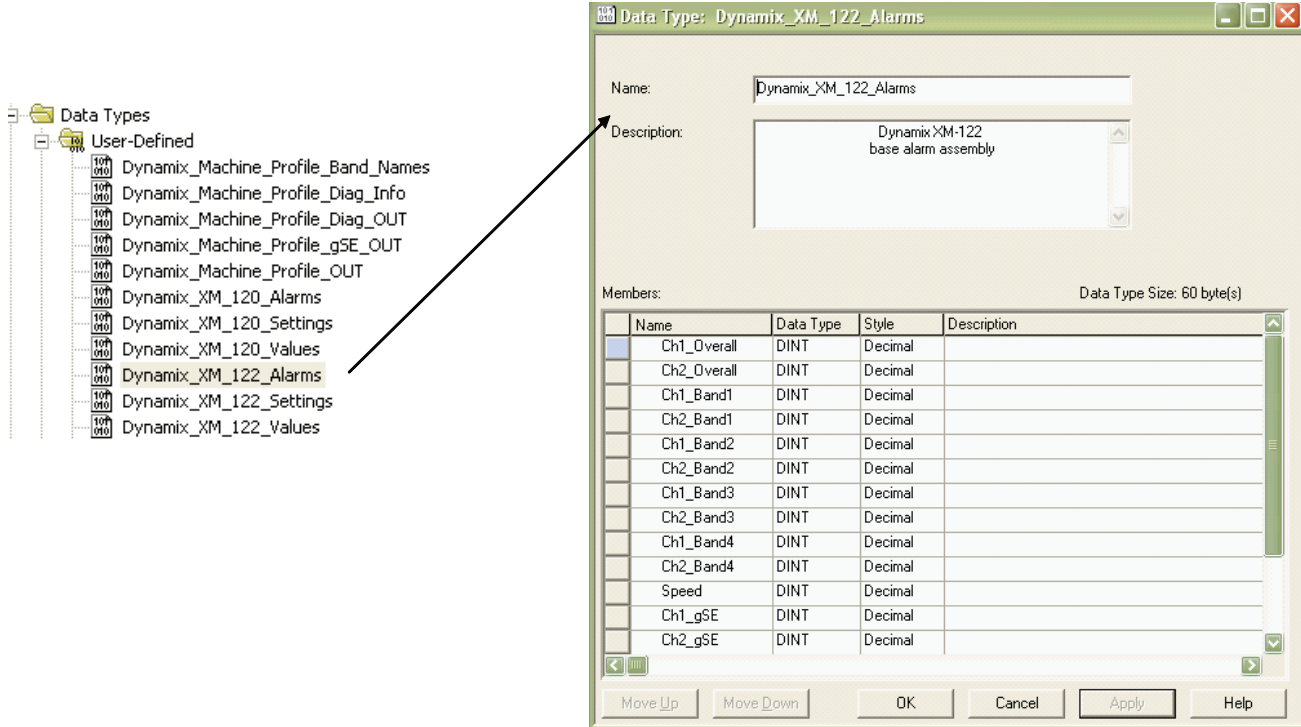 Data Types
User-Defined
Dynamix_Machine_Profile_Band_Names
Dynamix_Machine_Profile_Diag_Info
Dynamix_Machine_Profile_Diag_OUT
Dynamix_Machine_Profile_gSE_OUT
Dynamix_Machine_Profile_OUT
Dynamix_XM_120_Alarms
Dynamix_XM_120_Settings
Dynamix_XM_120_Values
Dynamix_XM_122_Alarms
Dynamix_XM_122_Settings
Dynamix_XM_122_Values
Data Type: Dynamix_XM_122_Alarms
Name: Dynamix_XM_122_Alarms
Description: Dynamix XM-122
base alarm assembly
Members: Data Type Size: 60 byte(s)
Name Data Type Style Description
Ch1_Overall DINT Decimal
Ch2_Overall DINT Decimal
Ch1_Band1 DINT Decimal
Ch2_Band1 DINT Decimal
Ch1_Band2 DINT Decimal
Ch2_Band2 DINT Decimal
Ch1_Band3 DINT Decimal
Ch2_Band3 DINT Decimal
Ch1_Band4 DINT Decimal
Ch2_Band4 DINT Decimal
Speed DINT Decimal
Ch1_gSE DINT Decimal
Ch2_gSE DINT Decimal
Move Up Move Down OK Cancel Apply Help